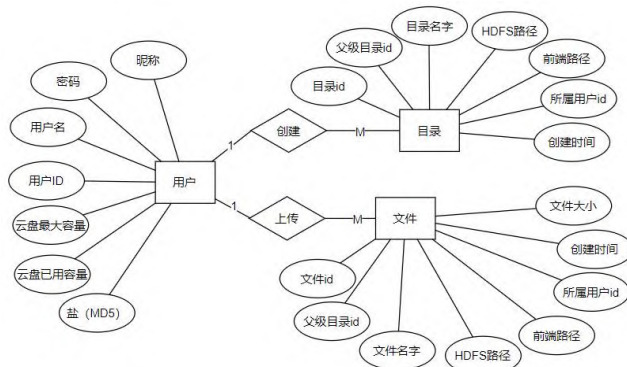 昵称
密码
用户名
用户ID
云盘最大容量
云盘已用容量
盐（MD5）
用户
1
创建
M
目录
目录id
父级目录id
目录名字
HDFS路径
前端路径
所属用户id
创建时间
1
上传
M
文件
文件大小
创建时间
所属用户id
前端路径
HDFS路径
文件名字
父级目录id
文件id